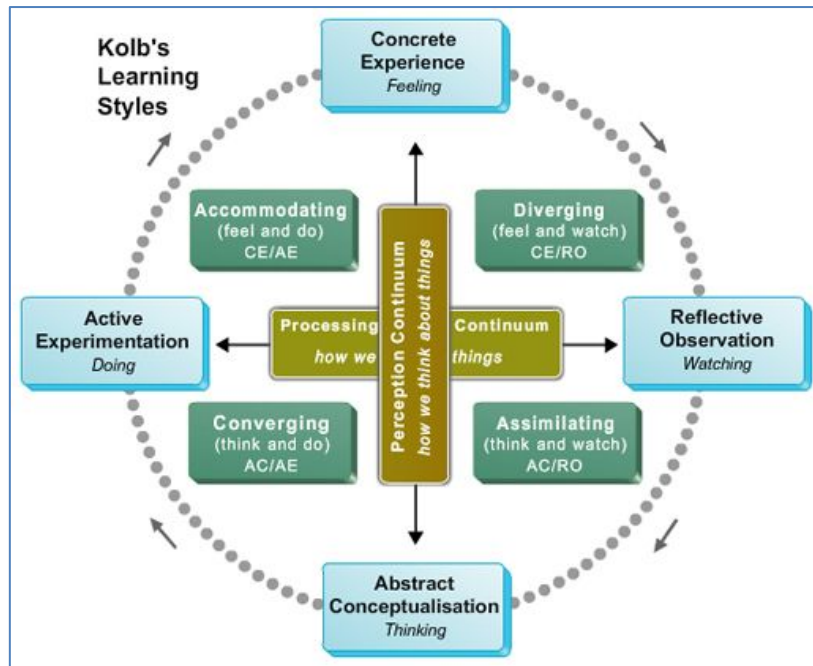 Kolb's
Learning
Styles
Concrete
Experience
Feeling
Accommodating
(feel and do)
CE/AE
Diverging
(feel and watch)
CE/RO
Active
Experimentation
Doing
Processing Continuum
how we things
Perception Continuum
how we think about things
Reflective
Observation
Watching
Converging
(think and do)
AC/AE
Assimilating
(think and watch)
AC/RO
Abstract
Conceptualisation
Thinking